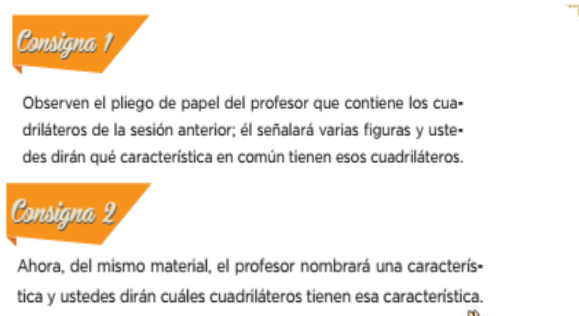 Consigna 1
Observen el pliego de papel del profesor que contiene los cua-
driláteros de la sesión anterior; él señalará varias figuras y uste-
des dirán qué característica en común tienen esos cuadriláteros.
Consigna 2
Ahora, del mismo material, el profesor nombrará una caracterís-
tica y ustedes dirán cuáles cuadriláteros tienen esa característica.